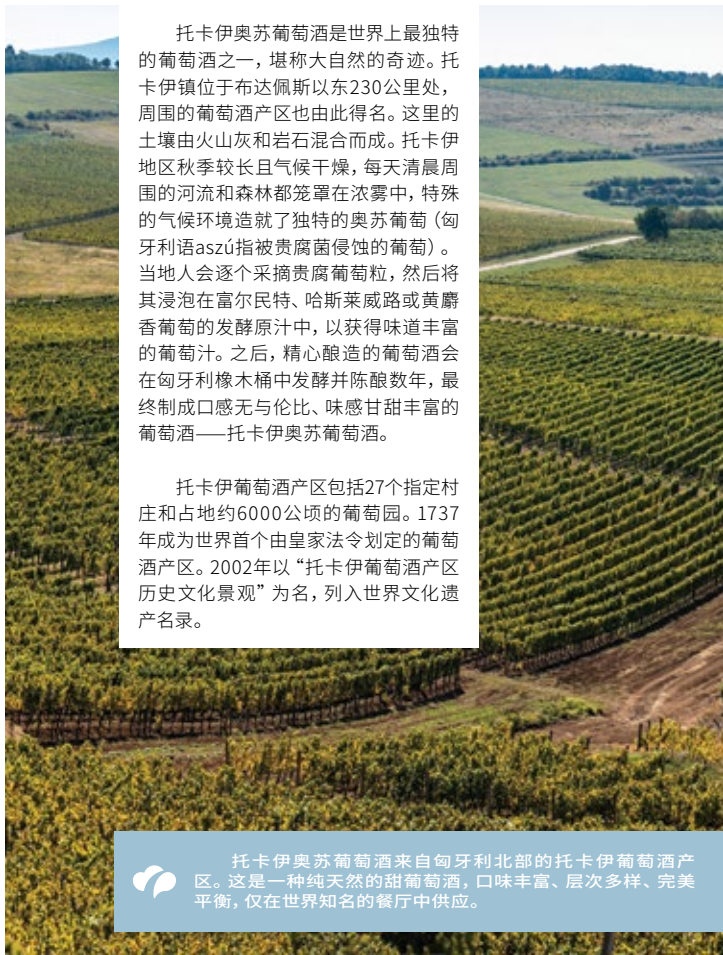 托卡伊奥苏葡萄酒是世界上最独特
的葡萄酒之一，堪称大自然的奇迹。托
卡伊镇位于布达佩斯以东230公里处，
周围的葡萄酒产区也由此得名。这里的
土壤由火山灰和岩石混合而成。托卡伊
地区秋季较长且气候干燥，每天清晨周
围的河流和森林都笼罩在浓雾中，特殊
的气候环境造就了独特的奥苏葡萄（匈
牙利语aszú指被贵腐菌侵蚀的葡萄）。
当地人会逐个采摘贵腐葡萄粒，然后将
其浸泡在富尔民特、哈斯莱威路或黄麝
香葡萄的发酵原汁中，以获得味道丰富
的葡萄汁。之后，精心酿造的葡萄酒会
在匈牙利橡木桶中发酵并陈酿数年，最
终制成口感无与伦比、味感甘甜丰富的
葡萄酒——托卡伊奥苏葡萄酒。
托卡伊葡萄酒产区包括27个指定村
庄和占地约6000公顷的葡萄园。1737
年成为世界首个由皇家法令划定的葡萄
酒产区。2002年以“托卡伊葡萄酒产区
历史文化景观”为名，列入世界文化遗
产名录。
托卡伊奥苏葡萄酒来自匈牙利北部的托卡伊葡萄酒产
区。这是一种纯天然的甜葡萄酒，口味丰富、层次多样、完美
平衡，仅在世界知名的餐厅中供应。